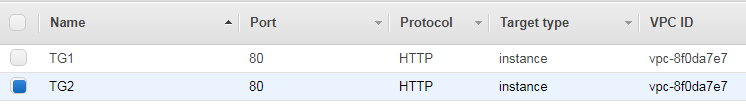 Name Port Protocol Target type VPC ID
TG1 80 HTTP instance vpc-8f0da7e7
TG2 80 HTTP instance vpc-8f0da7e7